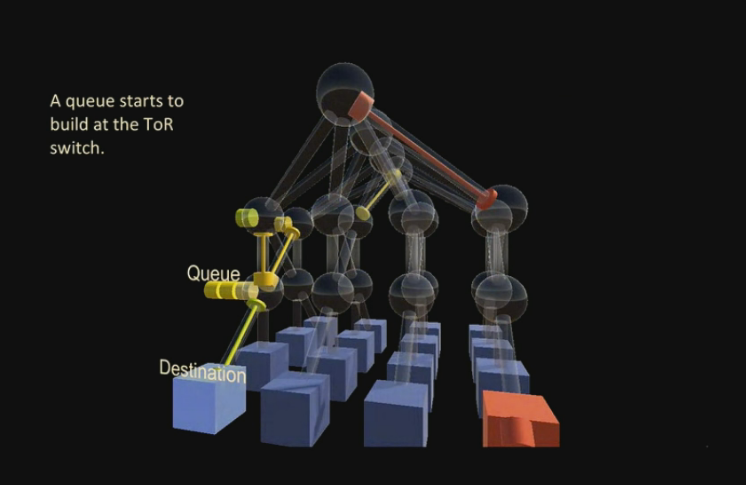 A queue starts to
build at the ToR
switch.
Queue
Destination